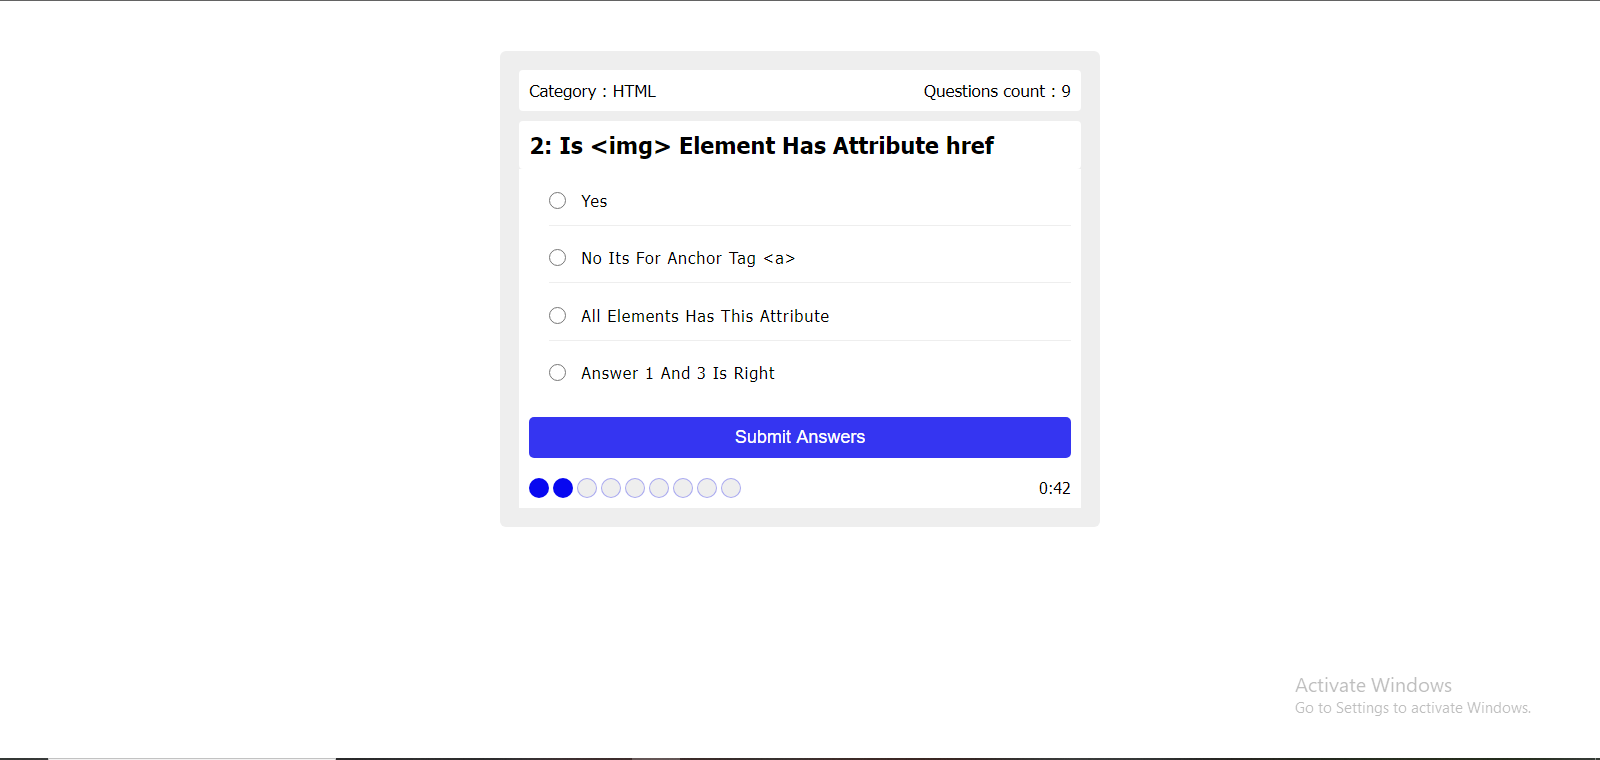 Category : HTML
Questions count : 9
2: Is <img> Element Has Attribute href
Yes
No Its For Anchor Tag <a>
All Elements Has This Attribute
Answer 1 And 3 Is Right
Submit Answers
0:42
Activate Windows
Go to Settings to activate Windows.